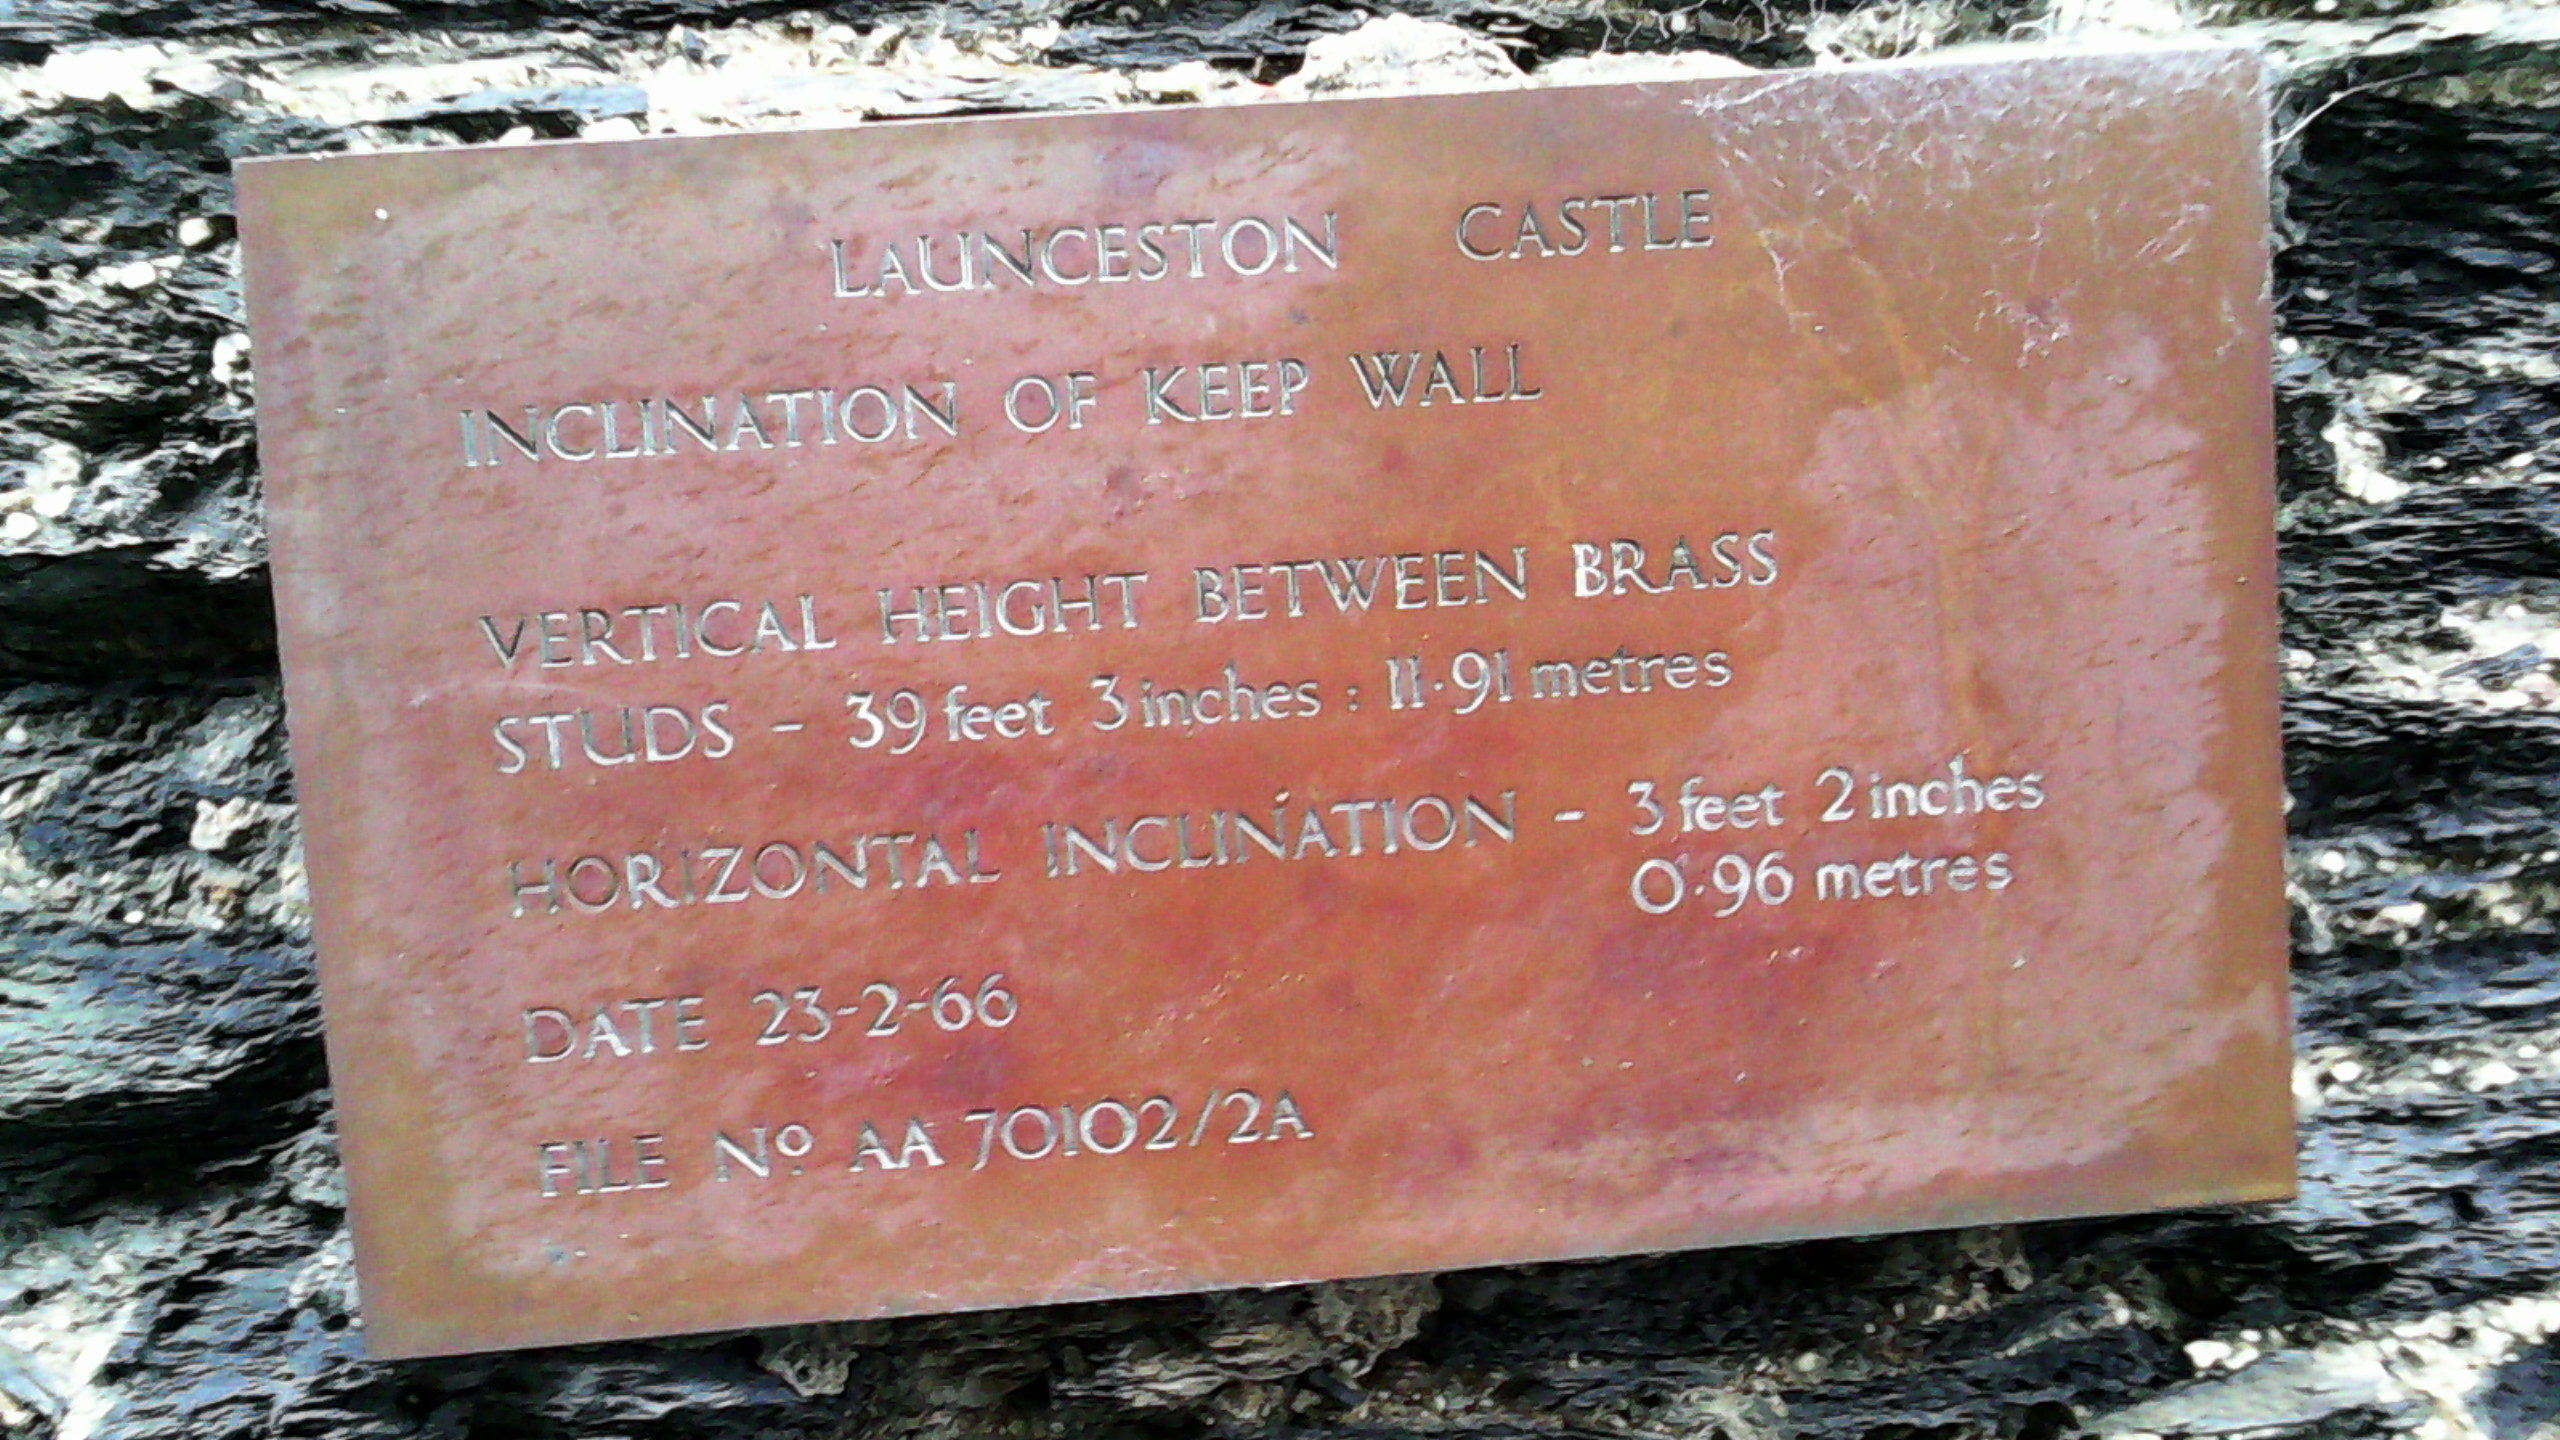 LAUNCESTON CASTLE
INCLINATION OF KEEP WALL
VERTICAL HEIGHT BETWEEN BRASS
STUDS - 39 feet 3 inches : 11·91 metres
HORIZONTAL INCLINATION - 3 feet 2 inches
0·96 metres
DATE 23-2-66
FILE Nº AA 70102/2A